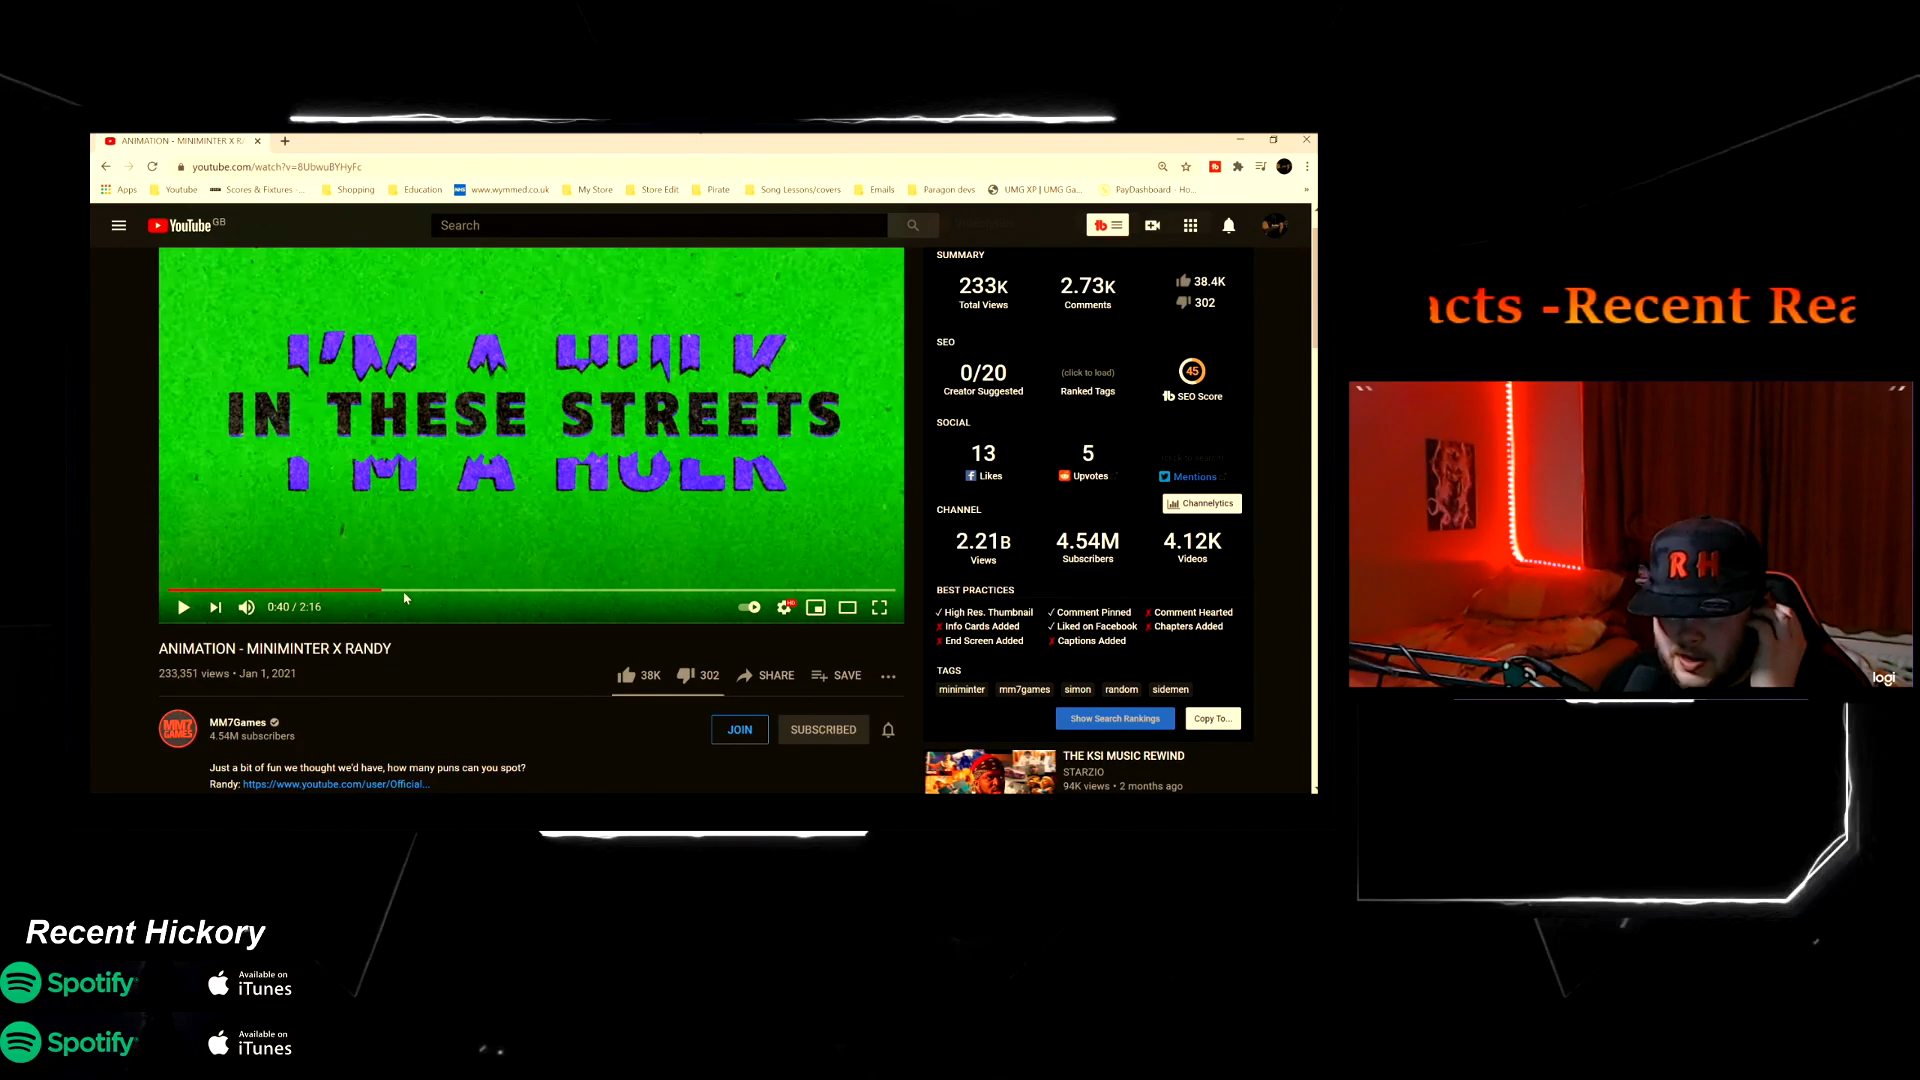 ANIMATION - MINIMINTER X RA
youtube.com/watch?v=8UbwuBYHyFc
Apps Youtube Scores & Fixtures -... Shopping Education www.wymmed.co.uk My Store Store Edit Pirate Song Lessons/covers Emails Paragon devs UMG XP | UMG Ga... PayDashboard - Ho... »
YouTube GB
Search
I'M A HULK
IN THESE STREETS
I'M A HULK
0:40 / 2:16
HD
ANIMATION - MINIMINTER X RANDY
233,351 views • Jan 1, 2021
38K 302 SHARE SAVE
MM7 GAMES
MM7Games
4.54M subscribers
JOIN SUBSCRIBED
Just a bit of fun we thought we'd have, how many puns can you spot?
Randy: https://www.youtube.com/user/Official...
SUMMARY
233K 2.73K 38.4K
Total Views Comments 302
SEO
0/20 (click to load) 45
Creator Suggested Ranked Tags tb SEO Score
SOCIAL
13 5
Likes Upvotes Mentions
Channelytics
CHANNEL
2.21B 4.54M 4.12K
Views Subscribers Videos
BEST PRACTICES
✓ High Res. Thumbnail ✓ Comment Pinned ✗ Comment Hearted
✗ Info Cards Added ✓ Liked on Facebook ✗ Chapters Added
✗ End Screen Added ✗ Captions Added
TAGS
miniminter mm7games simon random sidemen
Show Search Rankings Copy To...
THE KSI MUSIC REWIND
STARZIO
94K views • 2 months ago
acts -Recent Rea
RH
logi
Recent Hickory
Spotify Available on iTunes
Spotify Available on iTunes